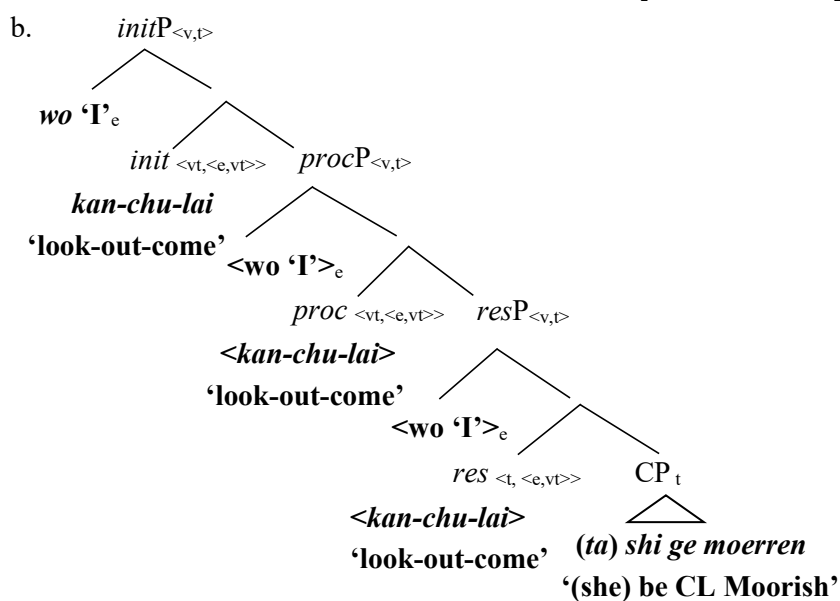 b.
initP<v,t>
wo ‘I’e
init <vt,<e,vt>> procP<v,t>
kan-chu-lai
‘look-out-come’
<wo ‘I’>e
proc <vt,<e,vt>> resP<v,t>
<kan-chu-lai>
‘look-out-come’
<wo ‘I’>e
res <t, <e,vt>> CP t
<kan-chu-lai>
‘look-out-come’
(ta) shi ge moerren
‘(she) be CL Moorish’